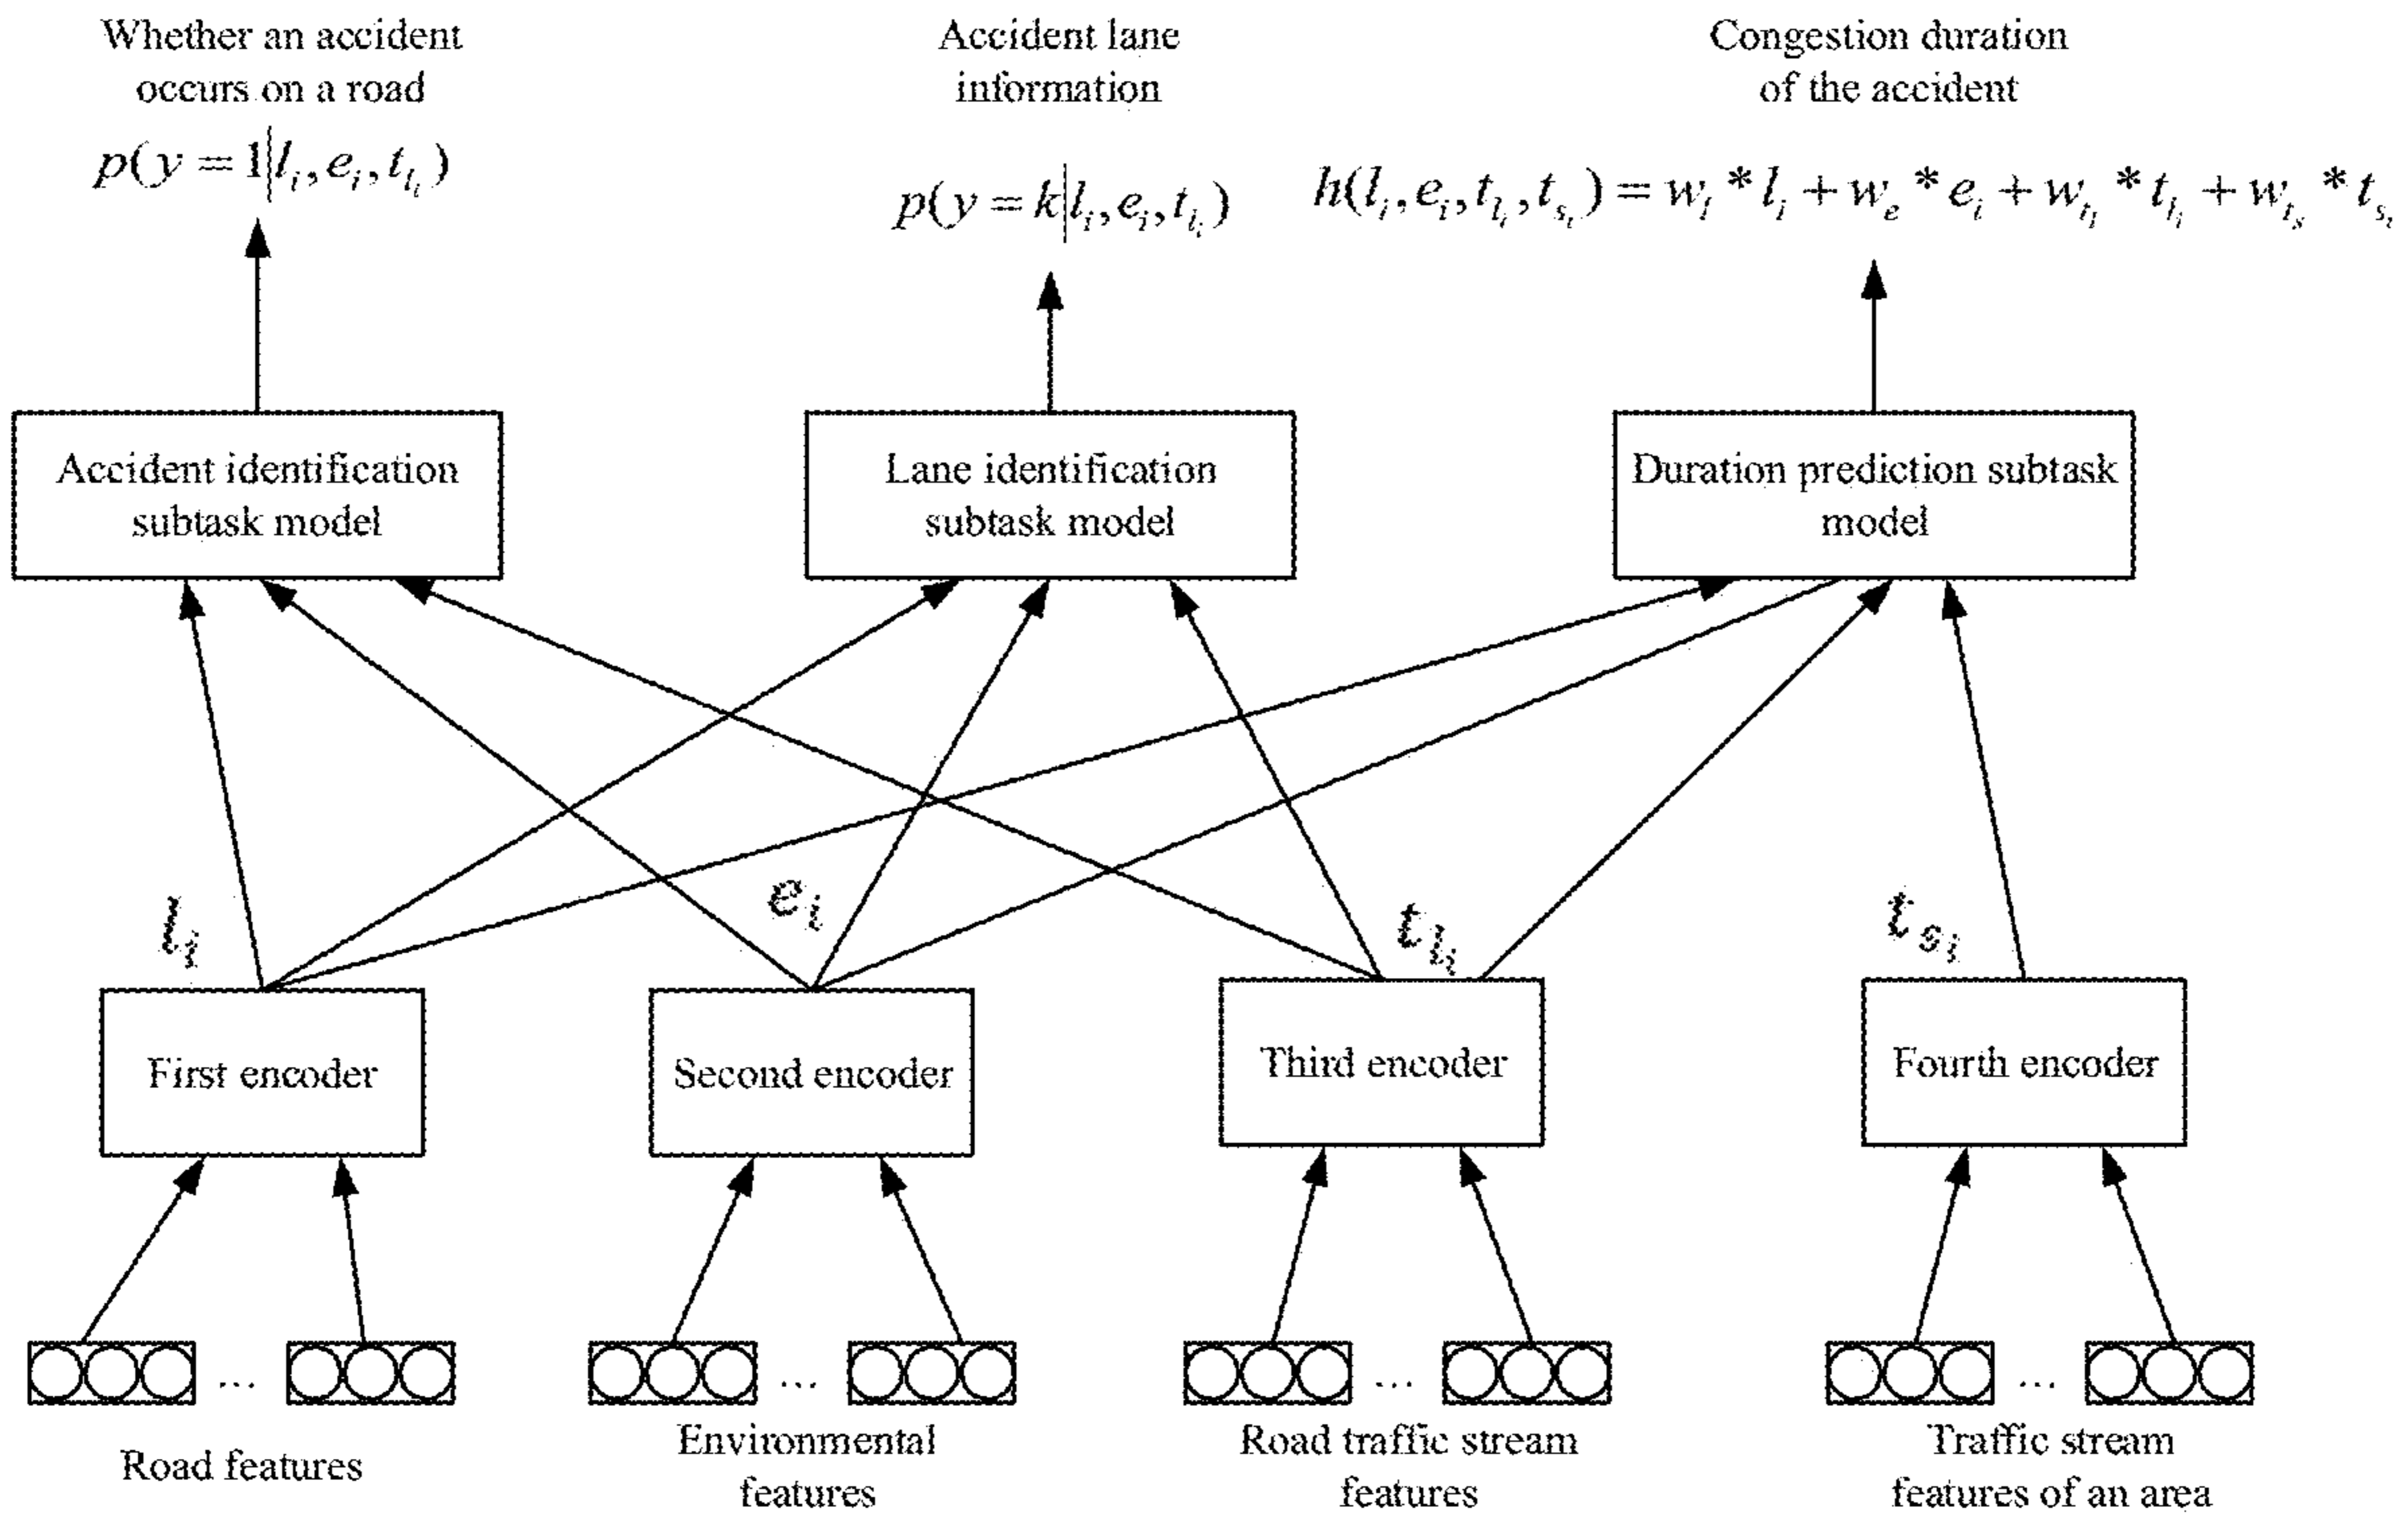 Whether an accident
occurs on a road
p(y = 1|l_i, e_i, t_{l_i})
Accident lane
information
p(y = k|l_i, e_i, t_{l_i})
Congestion duration
of the accident
h(l_i, e_i, t_{l_i}, t_{s_i}) = w_l * l_i + w_e * e_i + w_{t_l} * t_{l_i} + w_{t_s} * t_{s_i}
Accident identification
subtask model
Lane identification
subtask model
Duration prediction subtask
model
l_i
e_i
t_{l_i}
t_{s_i}
First encoder
Second encoder
Third encoder
Fourth encoder
...
...
...
...
Road features
Environmental
features
Road traffic stream
features
Traffic stream
features of an area